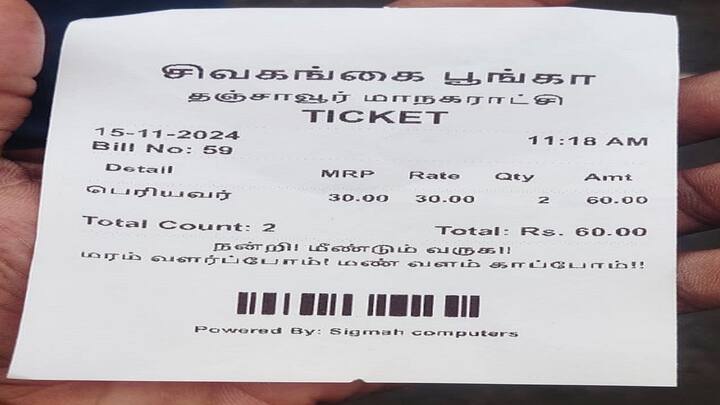 சிவகங்கை பூங்கா
தஞ்சாவூர் மாநகராட்சி
TICKET
15-11-2024 11:18 AM
Bill No: 59
Detail MRP Rate Qty Amt
பெரியவர் 30.00 30.00 2 60.00
Total Count: 2 Total: Rs. 60.00
நன்றி! மீண்டும் வருக!!
மரம் வளர்ப்போம்! மண் வளம் காப்போம்!!
Powered By: Sigmah computers